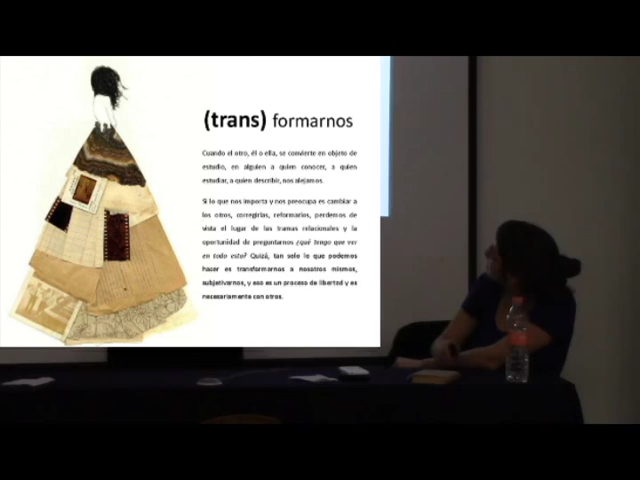 (trans) formarnos
Cuando el otro, él o ella, se convierte en objeto de
estudio, en alguien a quien conocer, a quien
estudiar, a quien describir, nos alejamos.
Si lo que nos importa y nos preocupa es cambiar a
los otros, corregirlos, reformarlos, perdemos de
vista el lugar de las tramas relacionales y la
oportunidad de preguntarnos ¿qué tengo que ver
en todo esto? Quizá, tan solo lo que podemos
hacer es transformarnos a nosotros mismos,
subjetivarnos, y eso es un proceso de libertad y es
necesariamente con otros.